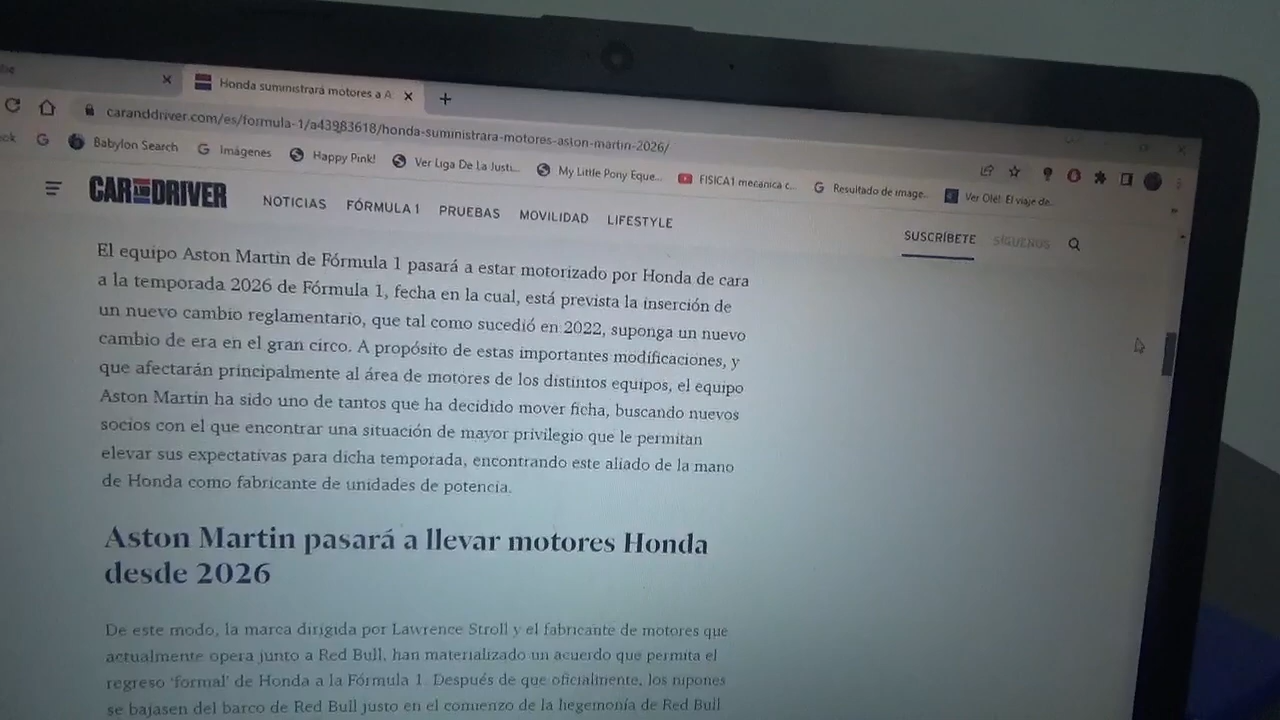 Honda suministrará motores a A
caranddriver.com/es/formula-1/a43983618/honda-suministrara-motores-aston-martin-2026/
Babylon Search
Imágenes
Happy Pink!
Ver Liga De La Justi...
My Little Pony Eque...
FISICA1 mecánica c...
Resultado de image...
Ver Olé! El viaje de...
CAR AND DRIVER
NOTICIAS FÓRMULA 1 PRUEBAS MOVILIDAD LIFESTYLE
SUSCRÍBETE SÍGUENOS
El equipo Aston Martin de Fórmula 1 pasará a estar motorizado por Honda de cara
a la temporada 2026 de Fórmula 1, fecha en la cual, está prevista la inserción de
un nuevo cambio reglamentario, que tal como sucedió en 2022, suponga un nuevo
cambio de era en el gran circo. A propósito de estas importantes modificaciones, y
que afectarán principalmente al área de motores de los distintos equipos, el equipo
Aston Martin ha sido uno de tantos que ha decidido mover ficha, buscando nuevos
socios con el que encontrar una situación de mayor privilegio que le permitan
elevar sus expectativas para dicha temporada, encontrando este aliado de la mano
de Honda como fabricante de unidades de potencia.
Aston Martin pasará a llevar motores Honda
desde 2026
De este modo, la marca dirigida por Lawrence Stroll y el fabricante de motores que
actualmente opera junto a Red Bull, han materializado un acuerdo que permita el
regreso 'formal' de Honda a la Fórmula 1. Después de que oficialmente, los nipones
se bajasen del barco de Red Bull justo en el comienzo de la hegemonía de Red Bull